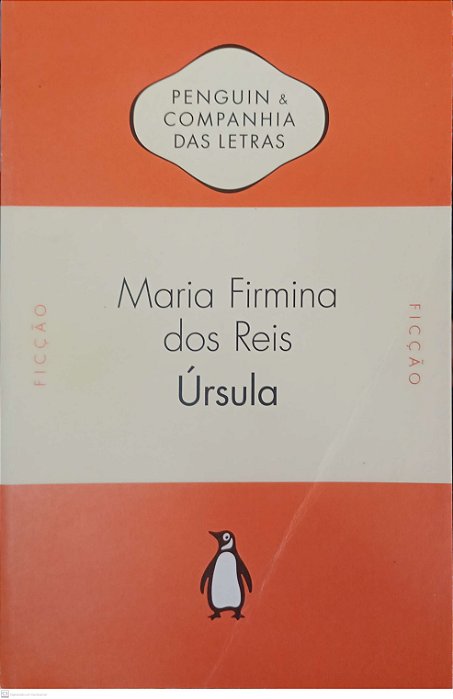 PENGUIN &
COMPANHIA
DAS LETRAS
Maria Firmina
dos Reis
Úrsula
FICÇÃO
FICÇÃO